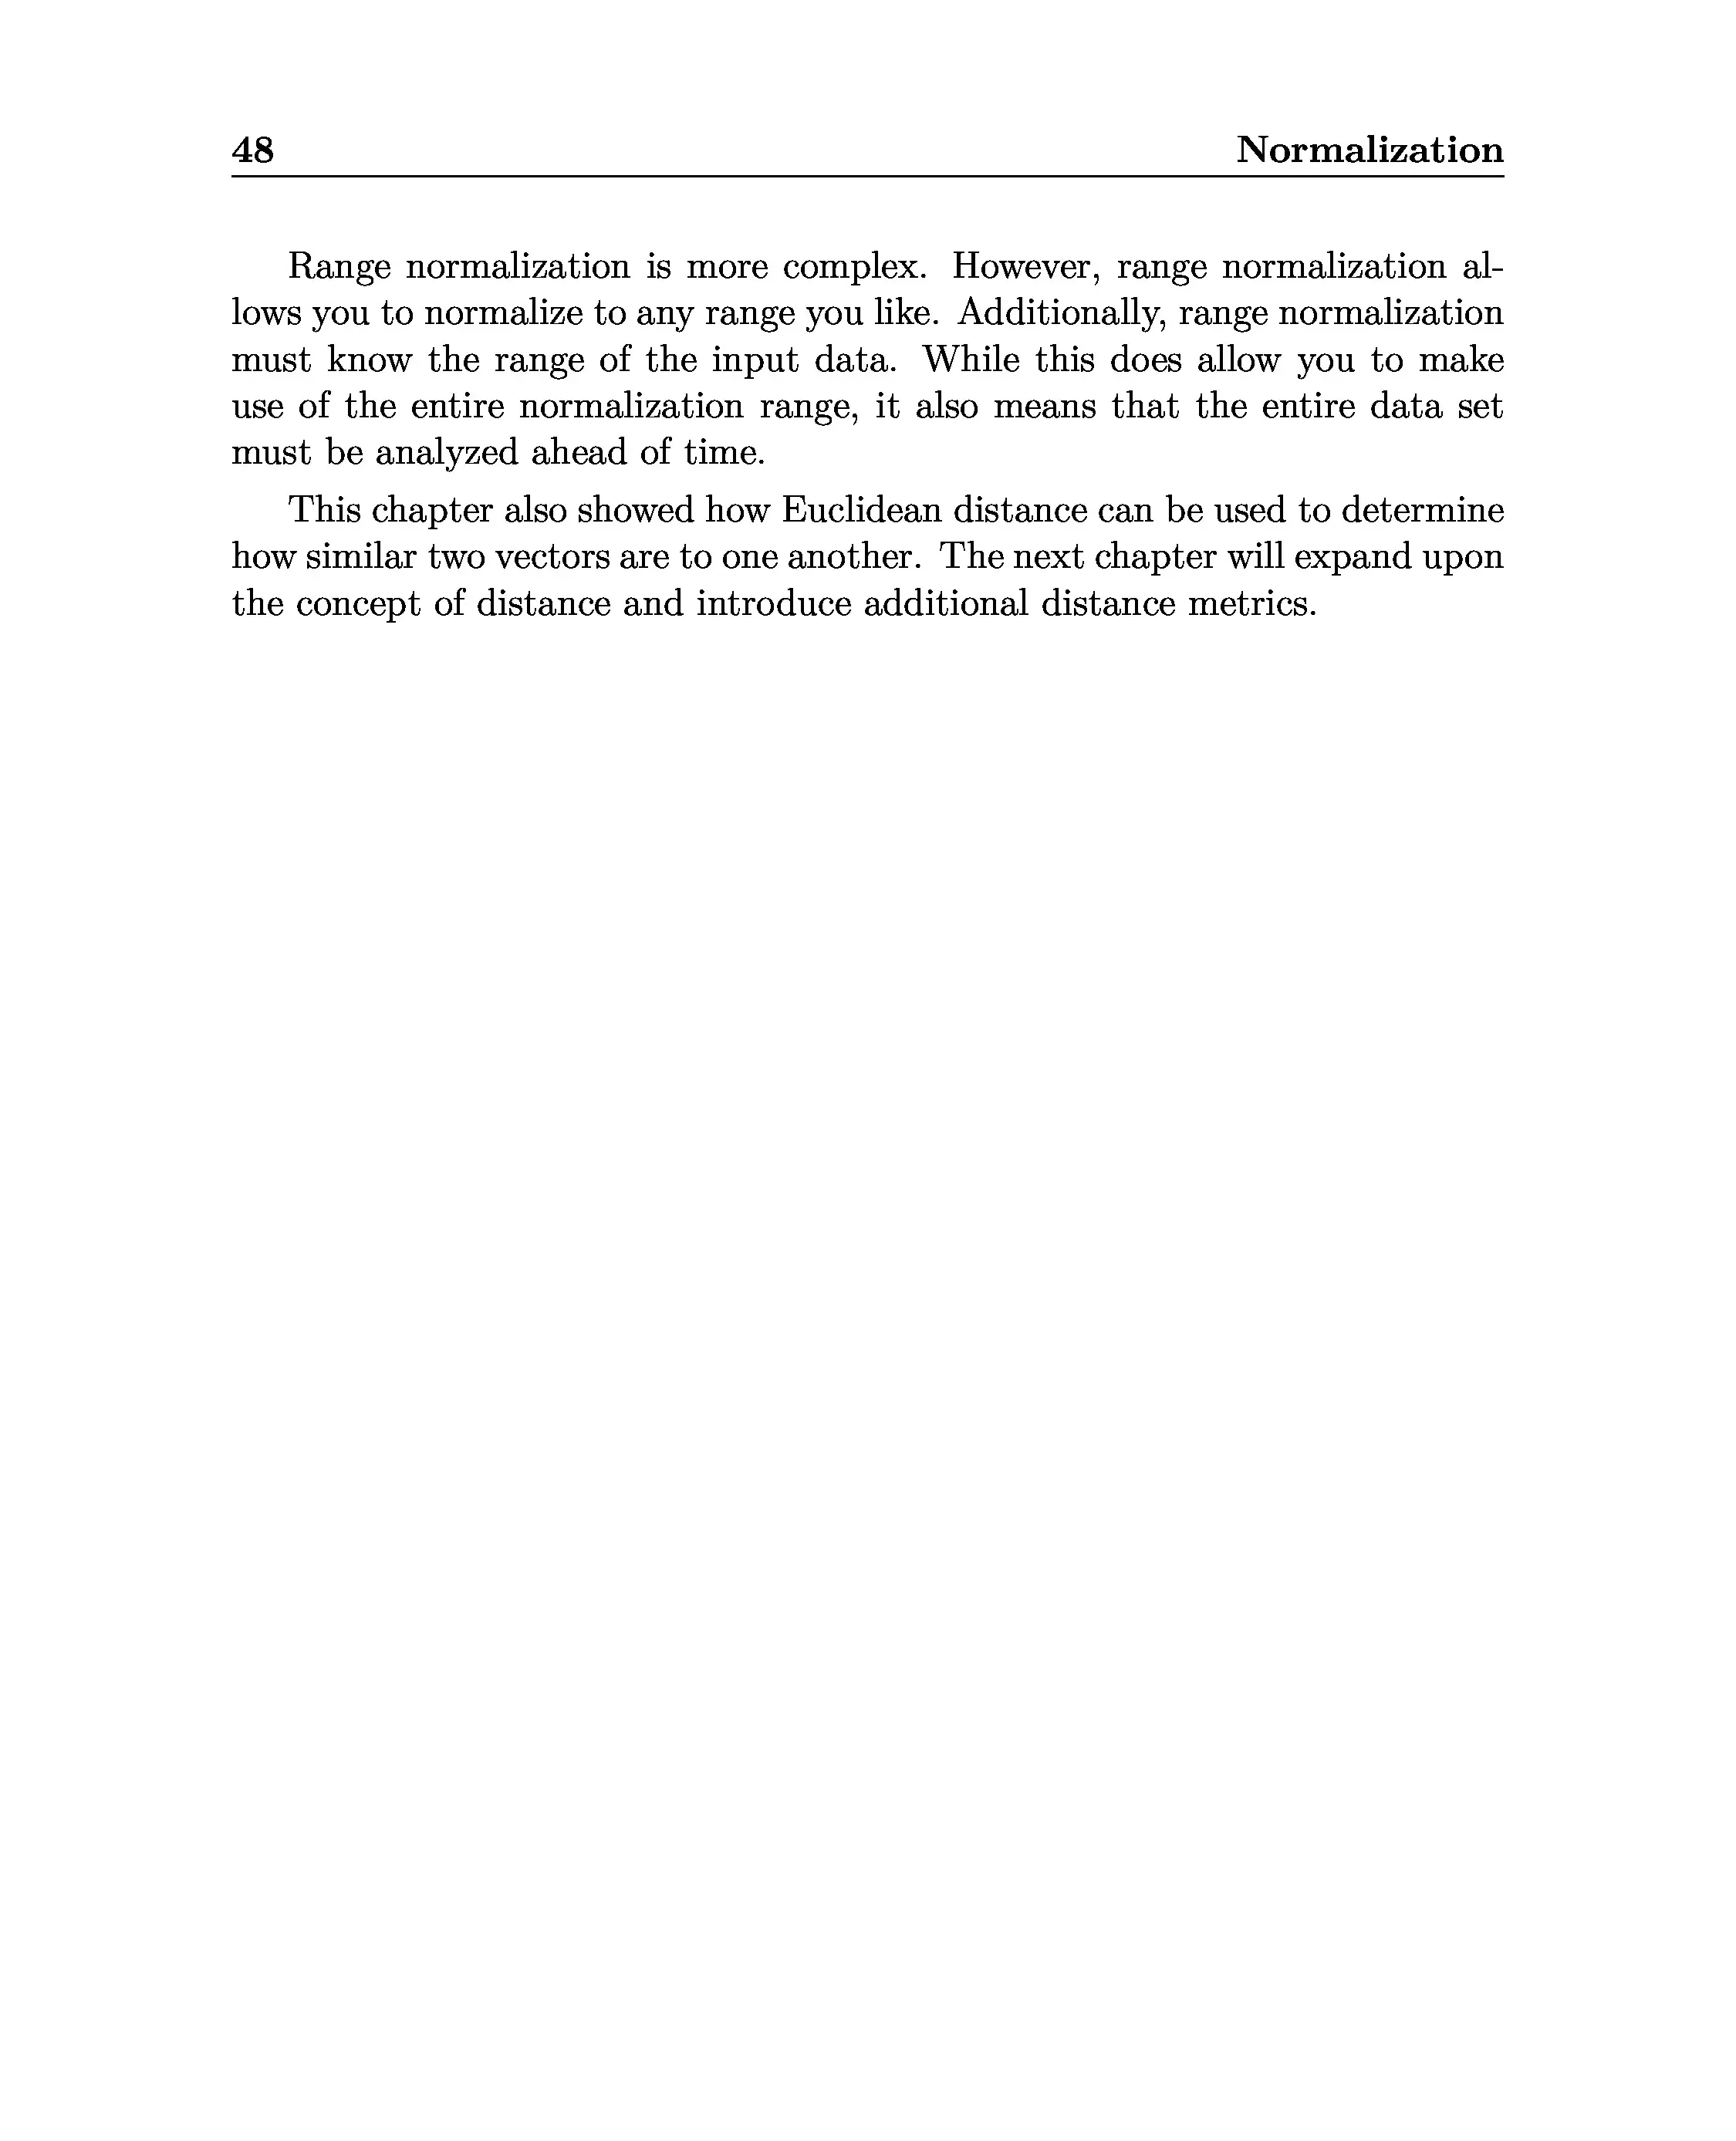 48 Normalization
Range normalization is more complex. However, range normalization al-
lows you to normalize to any range you like. Additionally, range normalization
must know the range of the input data. While this does allow you to make
use of the entire normalization range, it also means that the entire data set
must be analyzed ahead of time.
This chapter also showed how Euclidean distance can be used to determine
how similar two vectors are to one another. The next chapter will expand upon
the concept of distance and introduce additional distance metrics.